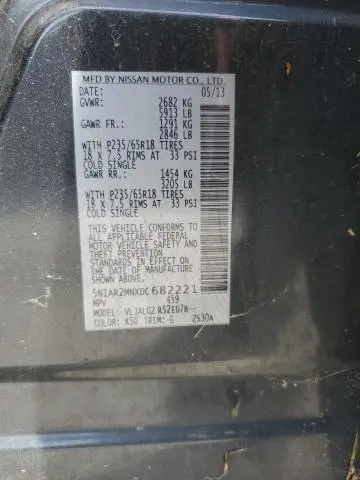 MFD BY NISSAN MOTOR CO., LTD.
DATE: 05/13
GVWR: 2682 KG
5913 LB
GAWR FR.: 1291 KG
2846 LB
WITH P235/65R18 TIRES
18 X 7.5 RIMS AT 33 PSI
COLD SINGLE
GAWR RR.: 1454 KG
3205 LB
WITH P235/65R18 TIRES
18 X 7.5 RIMS AT 33 PSI
COLD SINGLE
THIS VEHICLE CONFORMS TO
ALL APPLICABLE FEDERAL
MOTOR VEHICLE SAFETY
AND THEFT PREVENTION
STANDARDS IN EFFECT ON
THE DATE OF MANUFACTURE
SHOWN ABOVE.
5N1AR2MNXDC682221
MPV 459
MODEL: VLJALGZ R52EU7B--
COLOR: K50 TRIM: G 2S30A